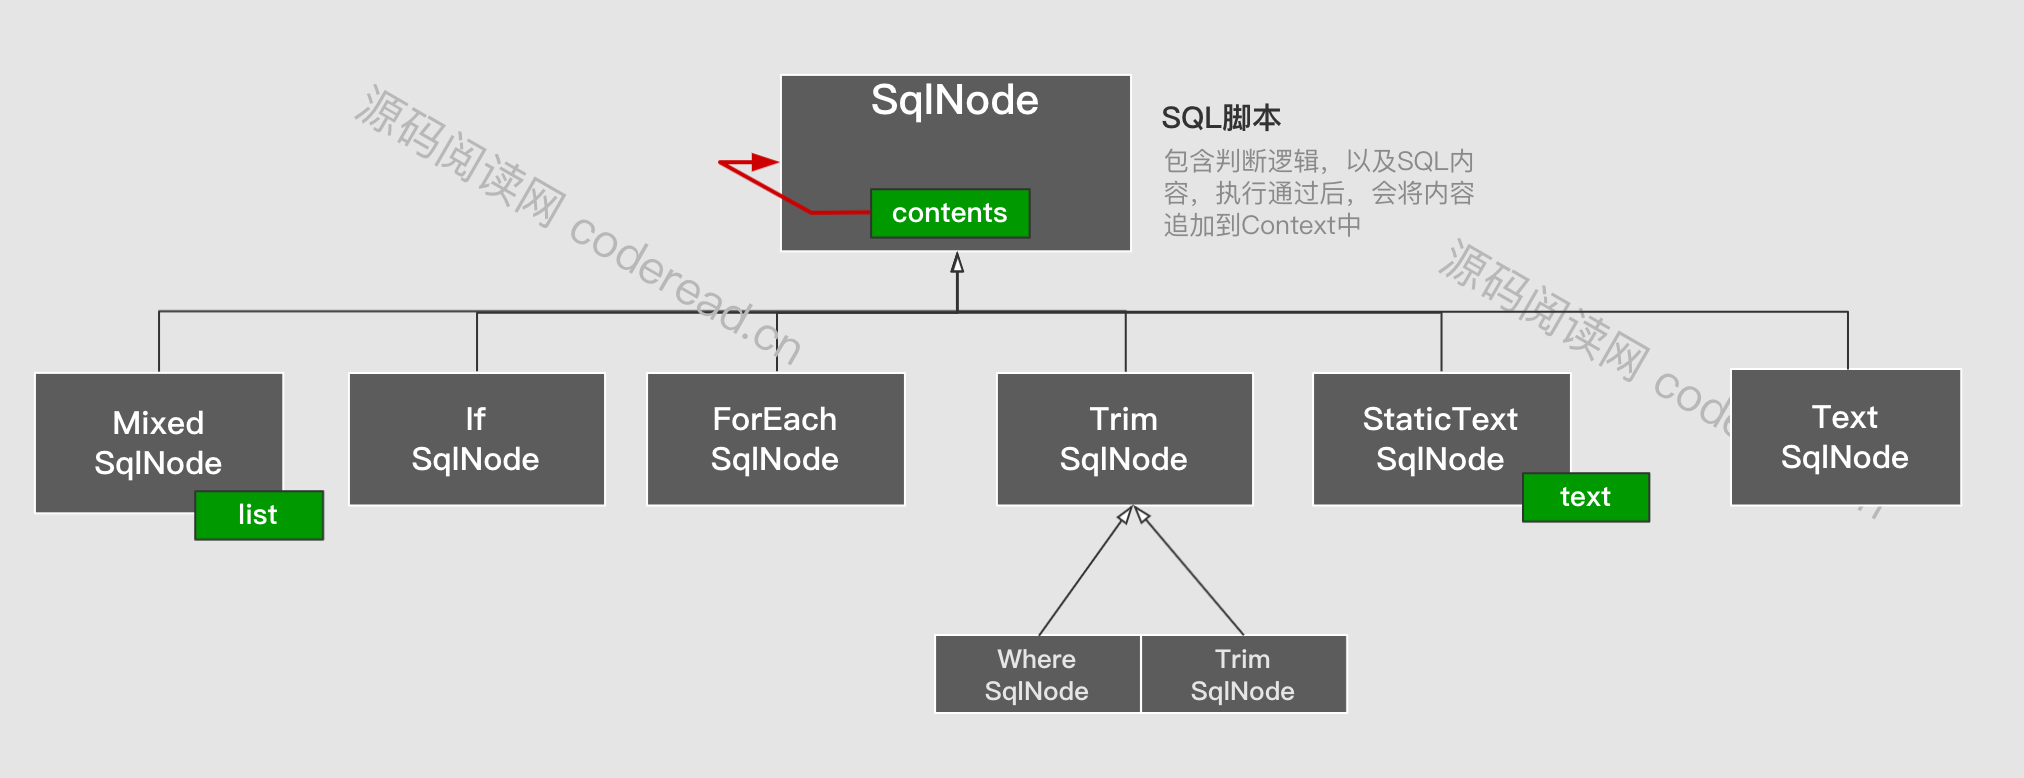 SqlNode
contents
SQL脚本
包含判断逻辑，以及SQL内
容，执行通过后，会将内容
追加到Context中
源码阅读网 coderead.cn
源码阅读网 code
n
Mixed
SqlNode
list
If
SqlNode
ForEach
SqlNode
Trim
SqlNode
StaticText
SqlNode
text
Text
SqlNode
Where
SqlNode
Trim
SqlNode